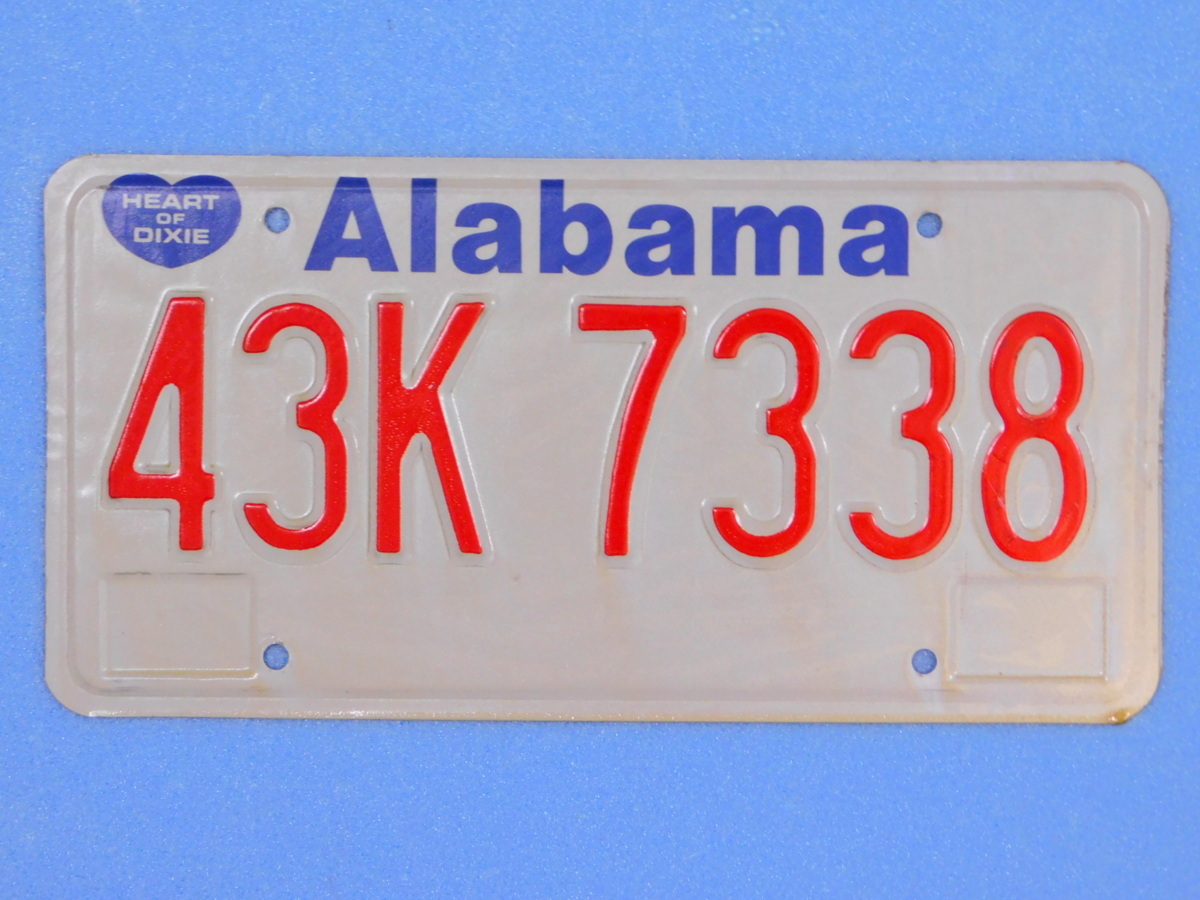 HEART
OF
DIXIE
Alabama
43K 7338